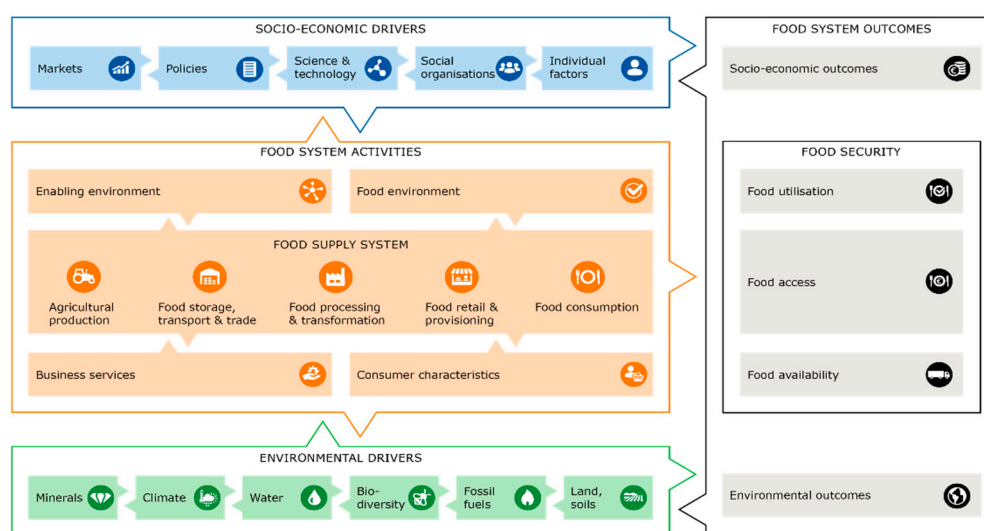 SOCIO-ECONOMIC DRIVERS
Markets
Policies
Science &
technology
Social
organisations
Individual
factors
FOOD SYSTEM ACTIVITIES
Enabling environment
Food environment
FOOD SUPPLY SYSTEM
Agricultural
production
Food storage,
transport & trade
Food processing
& transformation
Food retail &
provisioning
Food consumption
Business services
Consumer characteristics
ENVIRONMENTAL DRIVERS
Minerals
Climate
Water
Bio-
diversity
Fossil
fuels
Land,
soils
FOOD SYSTEM OUTCOMES
Socio-economic outcomes
FOOD SECURITY
Food utilisation
Food access
Food availability
Environmental outcomes